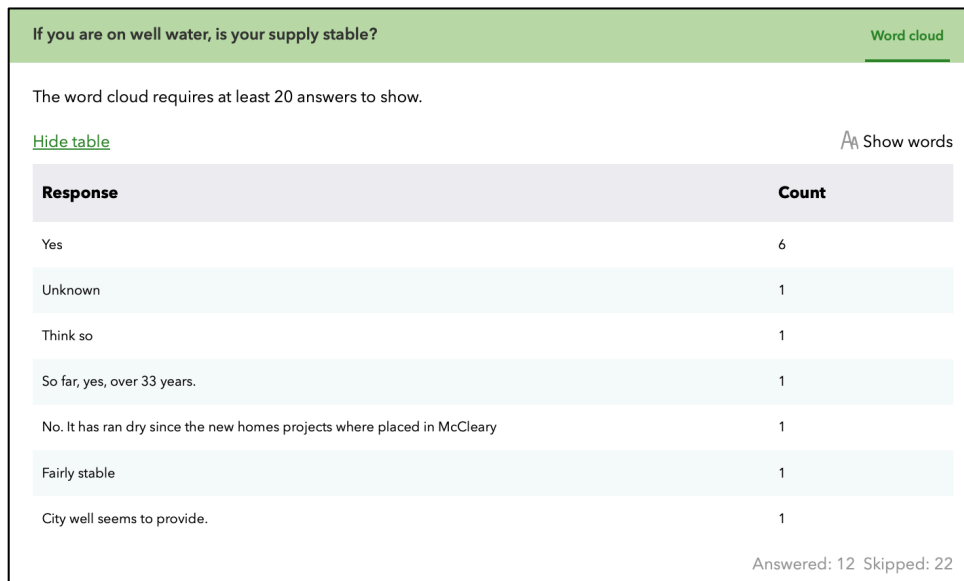 If you are on well water, is your supply stable?
Word cloud
The word cloud requires at least 20 answers to show.
Hide table
AA Show words
Response Count
Yes 6
Unknown 1
Think so 1
So far, yes, over 33 years. 1
No. It has ran dry since the new homes projects where placed in McCleary 1
Fairly stable 1
City well seems to provide. 1
Answered: 12 Skipped: 22